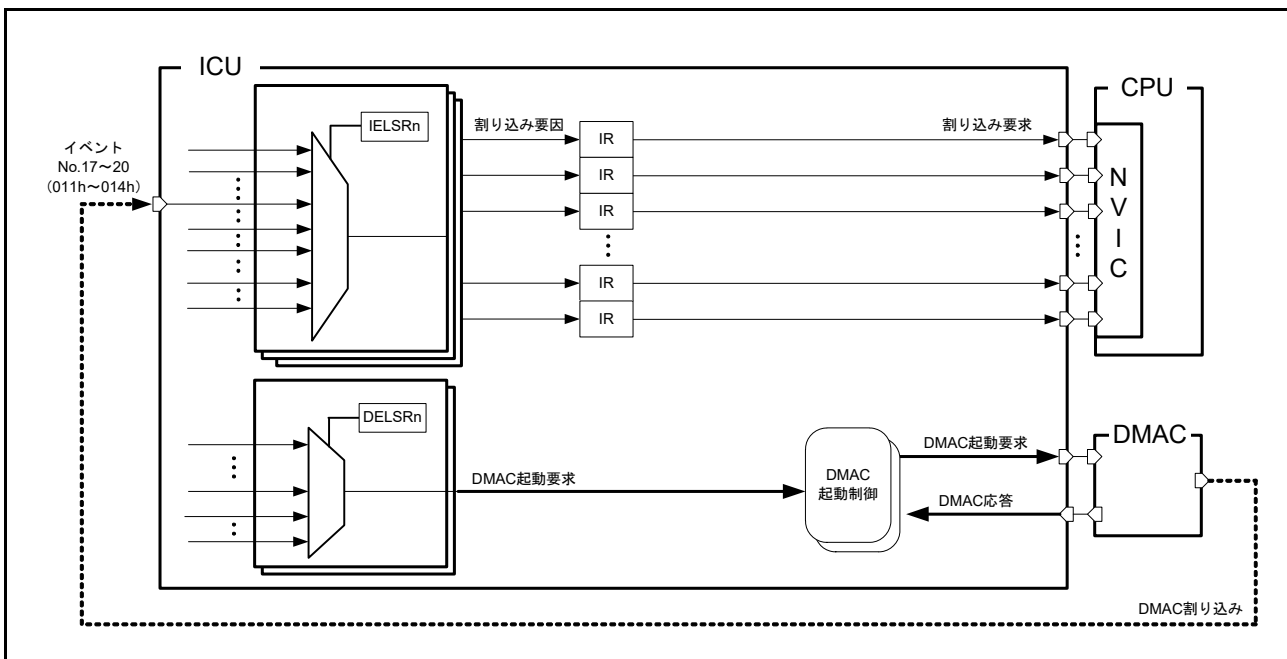 ICU
CPU
IELSRn
割り込み要因
IR
割り込み要求
イベント
No.17～20
(011h～014h)
IR
IR
IR
IR
N
V
I
C
DELSRn
DMAC起動要求
DMAC
起動制御
DMAC起動要求
DMAC応答
DMAC
DMAC割り込み